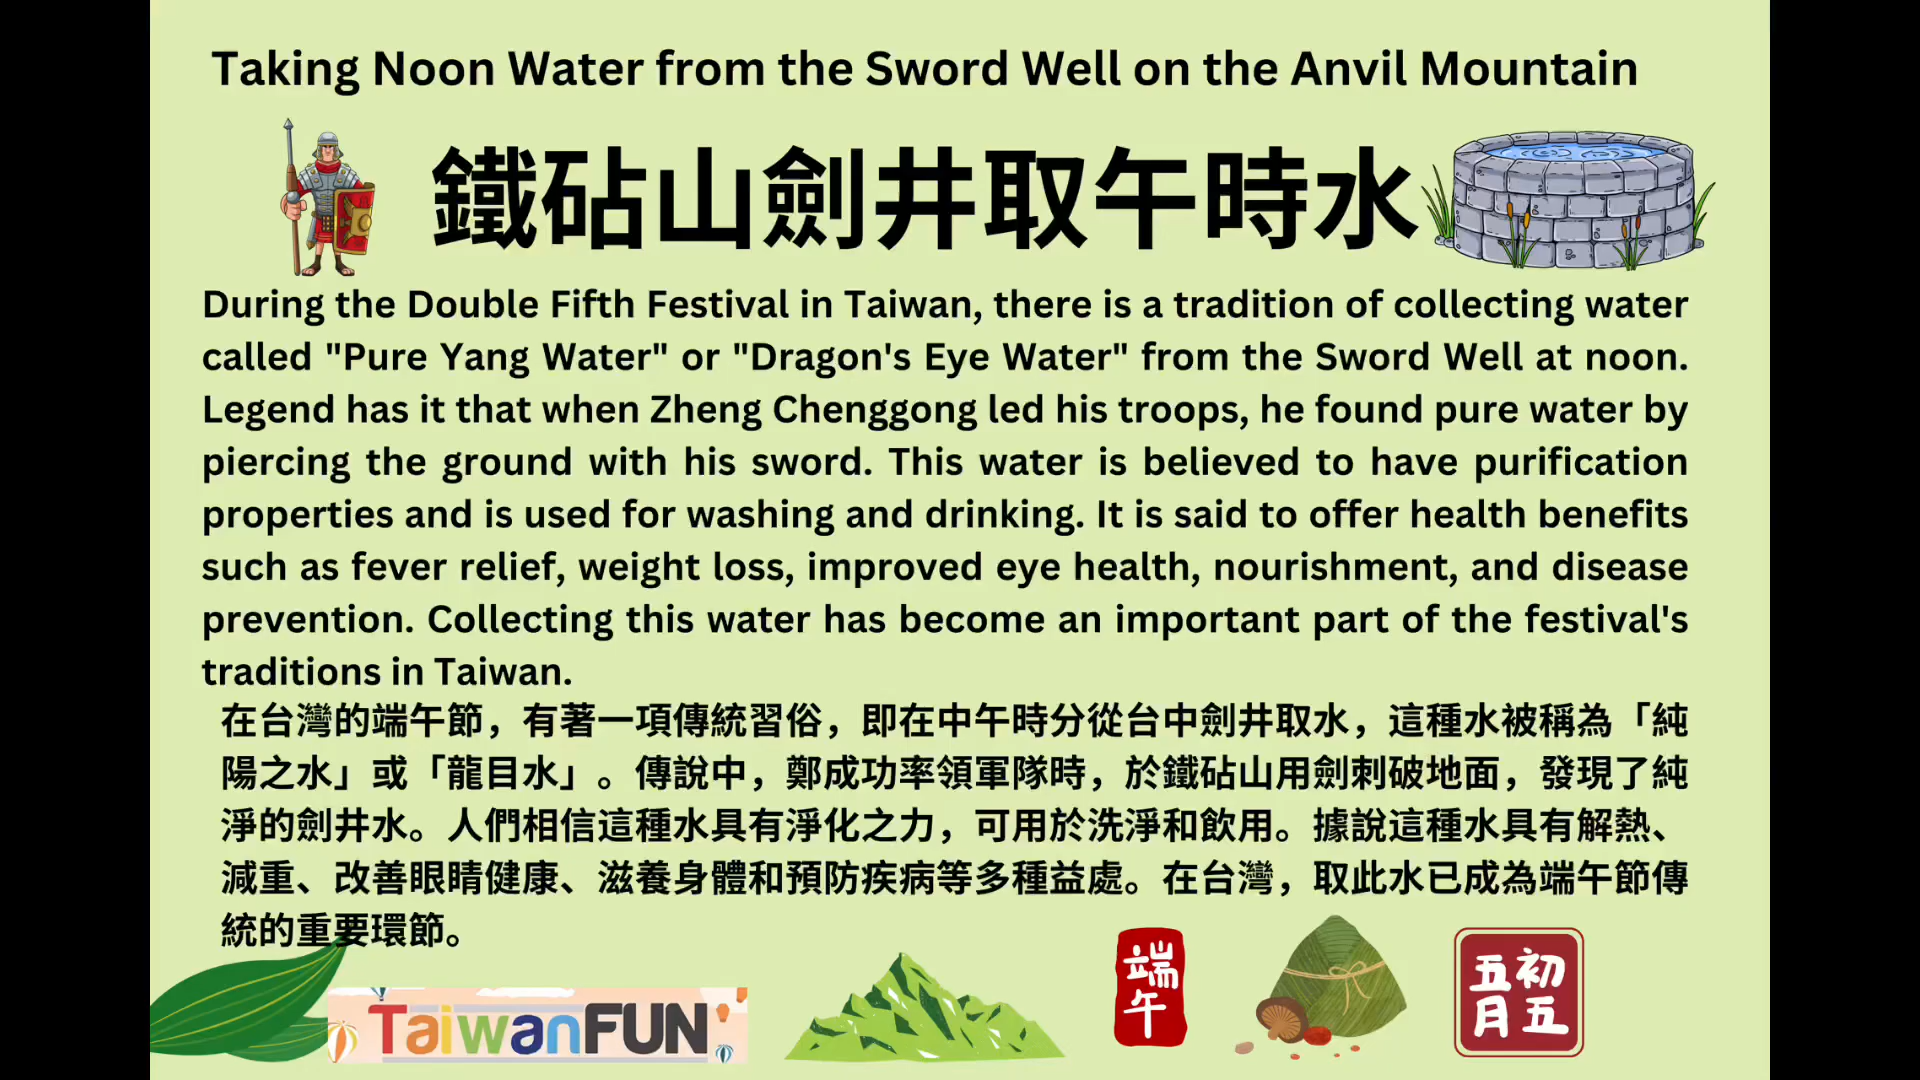 Taking Noon Water from the Sword Well on the Anvil Mountain
鐵砧山劍井取午時水
During the Double Fifth Festival in Taiwan, there is a tradition of collecting water
called "Pure Yang Water" or "Dragon's Eye Water" from the Sword Well at noon.
Legend has it that when Zheng Chenggong led his troops, he found pure water by
piercing the ground with his sword. This water is believed to have purification
properties and is used for washing and drinking. It is said to offer health benefits
such as fever relief, weight loss, improved eye health, nourishment, and disease
prevention. Collecting this water has become an important part of the festival's
traditions in Taiwan.
在台灣的端午節，有著一項傳統習俗，即在中午時分從台中劍井取水，這種水被稱為「純
陽之水」或「龍目水」。傳說中，鄭成功率領軍隊時，於鐵砧山用劍刺破地面，發現了純
淨的劍井水。人們相信這種水具有淨化之力，可用於洗淨和飲用。據說這種水具有解熱、
減重、改善眼睛健康、滋養身體和預防疾病等多種益處。在台灣，取此水已成為端午節傳
統的重要環節。
TaiwanFUN
端午
五月初五